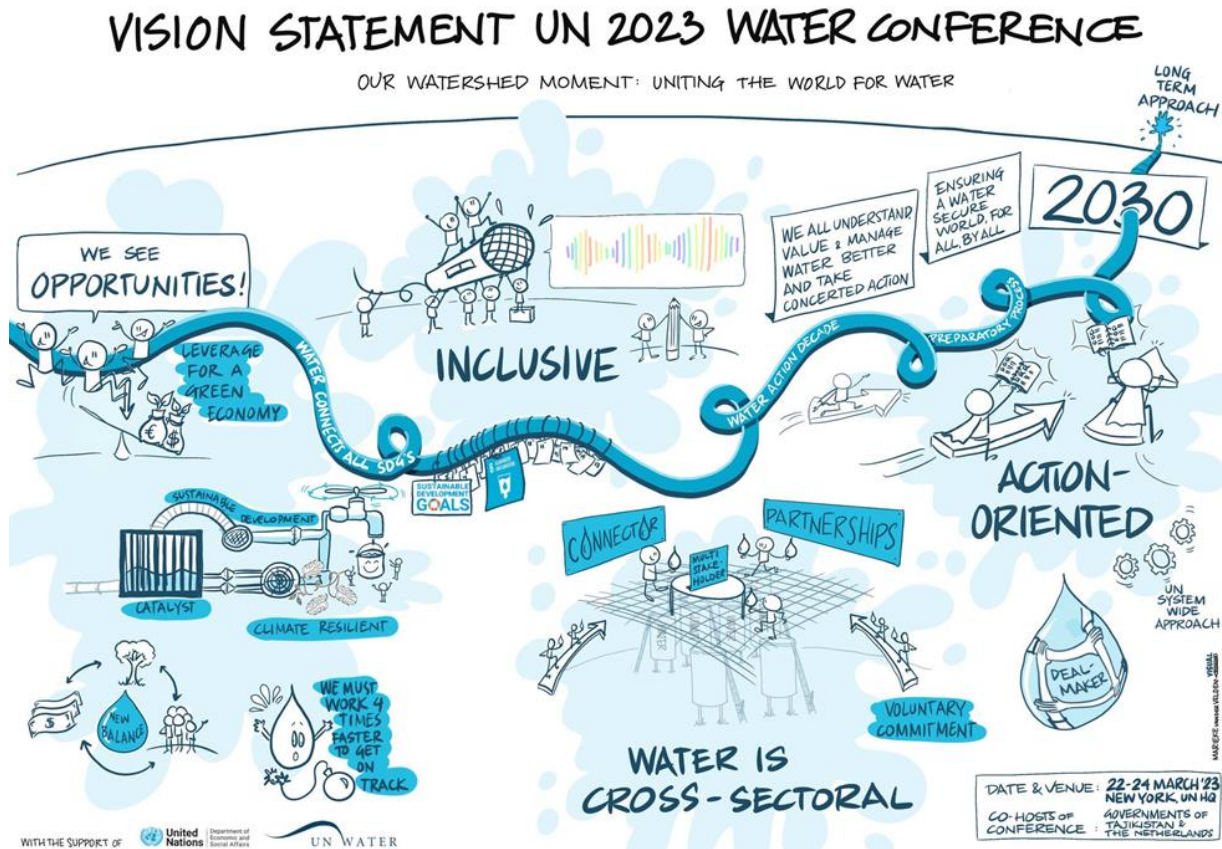 VISION STATEMENT UN 2023 WATER CONFERENCE
OUR WATERSHED MOMENT: UNITING THE WORLD FOR WATER
LONG
TERM
APPROACH
2030
ENSURING
A WATER
SECURE
WORLD, FOR
ALL, BY ALL
WE ALL UNDERSTAND
VALUE & MANAGE
WATER BETTER
AND TAKE
CONCERTED ACTION
WE SEE
OPPORTUNITIES!
LEVERAGE
FOR A
GREEN
ECONOMY
€ $
WATER CONNECTS ALL SDG'S
INCLUSIVE
WATER ACTION DECADE
PREPARATORY PROCESS
SUSTAINABLE
DEVELOPMENT
GOALS
6
ACTION-
ORIENTED
SUSTAINABLE
DEVELOPMENT
CATALYST
CLIMATE RESILIENT
CONNECTOR
PARTNERSHIPS
MULTI
STAKE-
HOLDER
UN
SYSTEM
WIDE
APPROACH
DEAL-
MAKER
$
NEW
BALANCE
WE MUST
WORK 4
TIMES
FASTER
TO GET
ON
TRACK
VOLUNTARY
COMMITMENT
WATER IS
CROSS-SECTORAL
DATE & VENUE: 22-24 MARCH '23
NEW YORK, UN HQ
CO-HOSTS OF
CONFERENCE : GOVERNMENTS OF
TAJIKISTAN &
THE NETHERLANDS
WITH THE SUPPORT OF
United
Nations
Department of
Economic and
Social Affairs
UN WATER